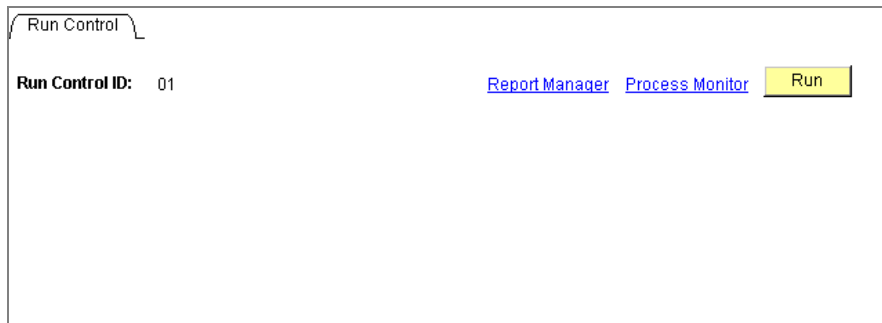 Run Control
Run Control ID: 01 Report Manager Process Monitor Run